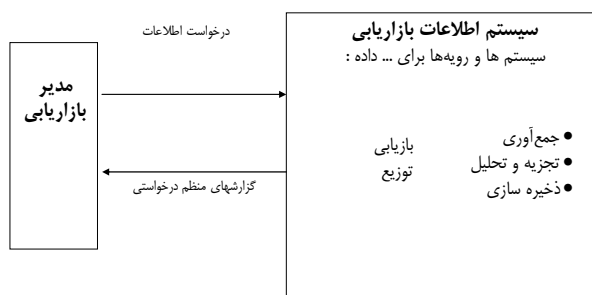 سیستم اطلاعات بازاریابی
سیستم ها و رویه‌ها برای ... داده :
درخواست اطلاعات
مدیر
بازاریابی
• جمع‌آوری
• تجزیه و تحلیل
• ذخیره سازی
بازیابی
توزیع
گزارشهای منظم درخواستی